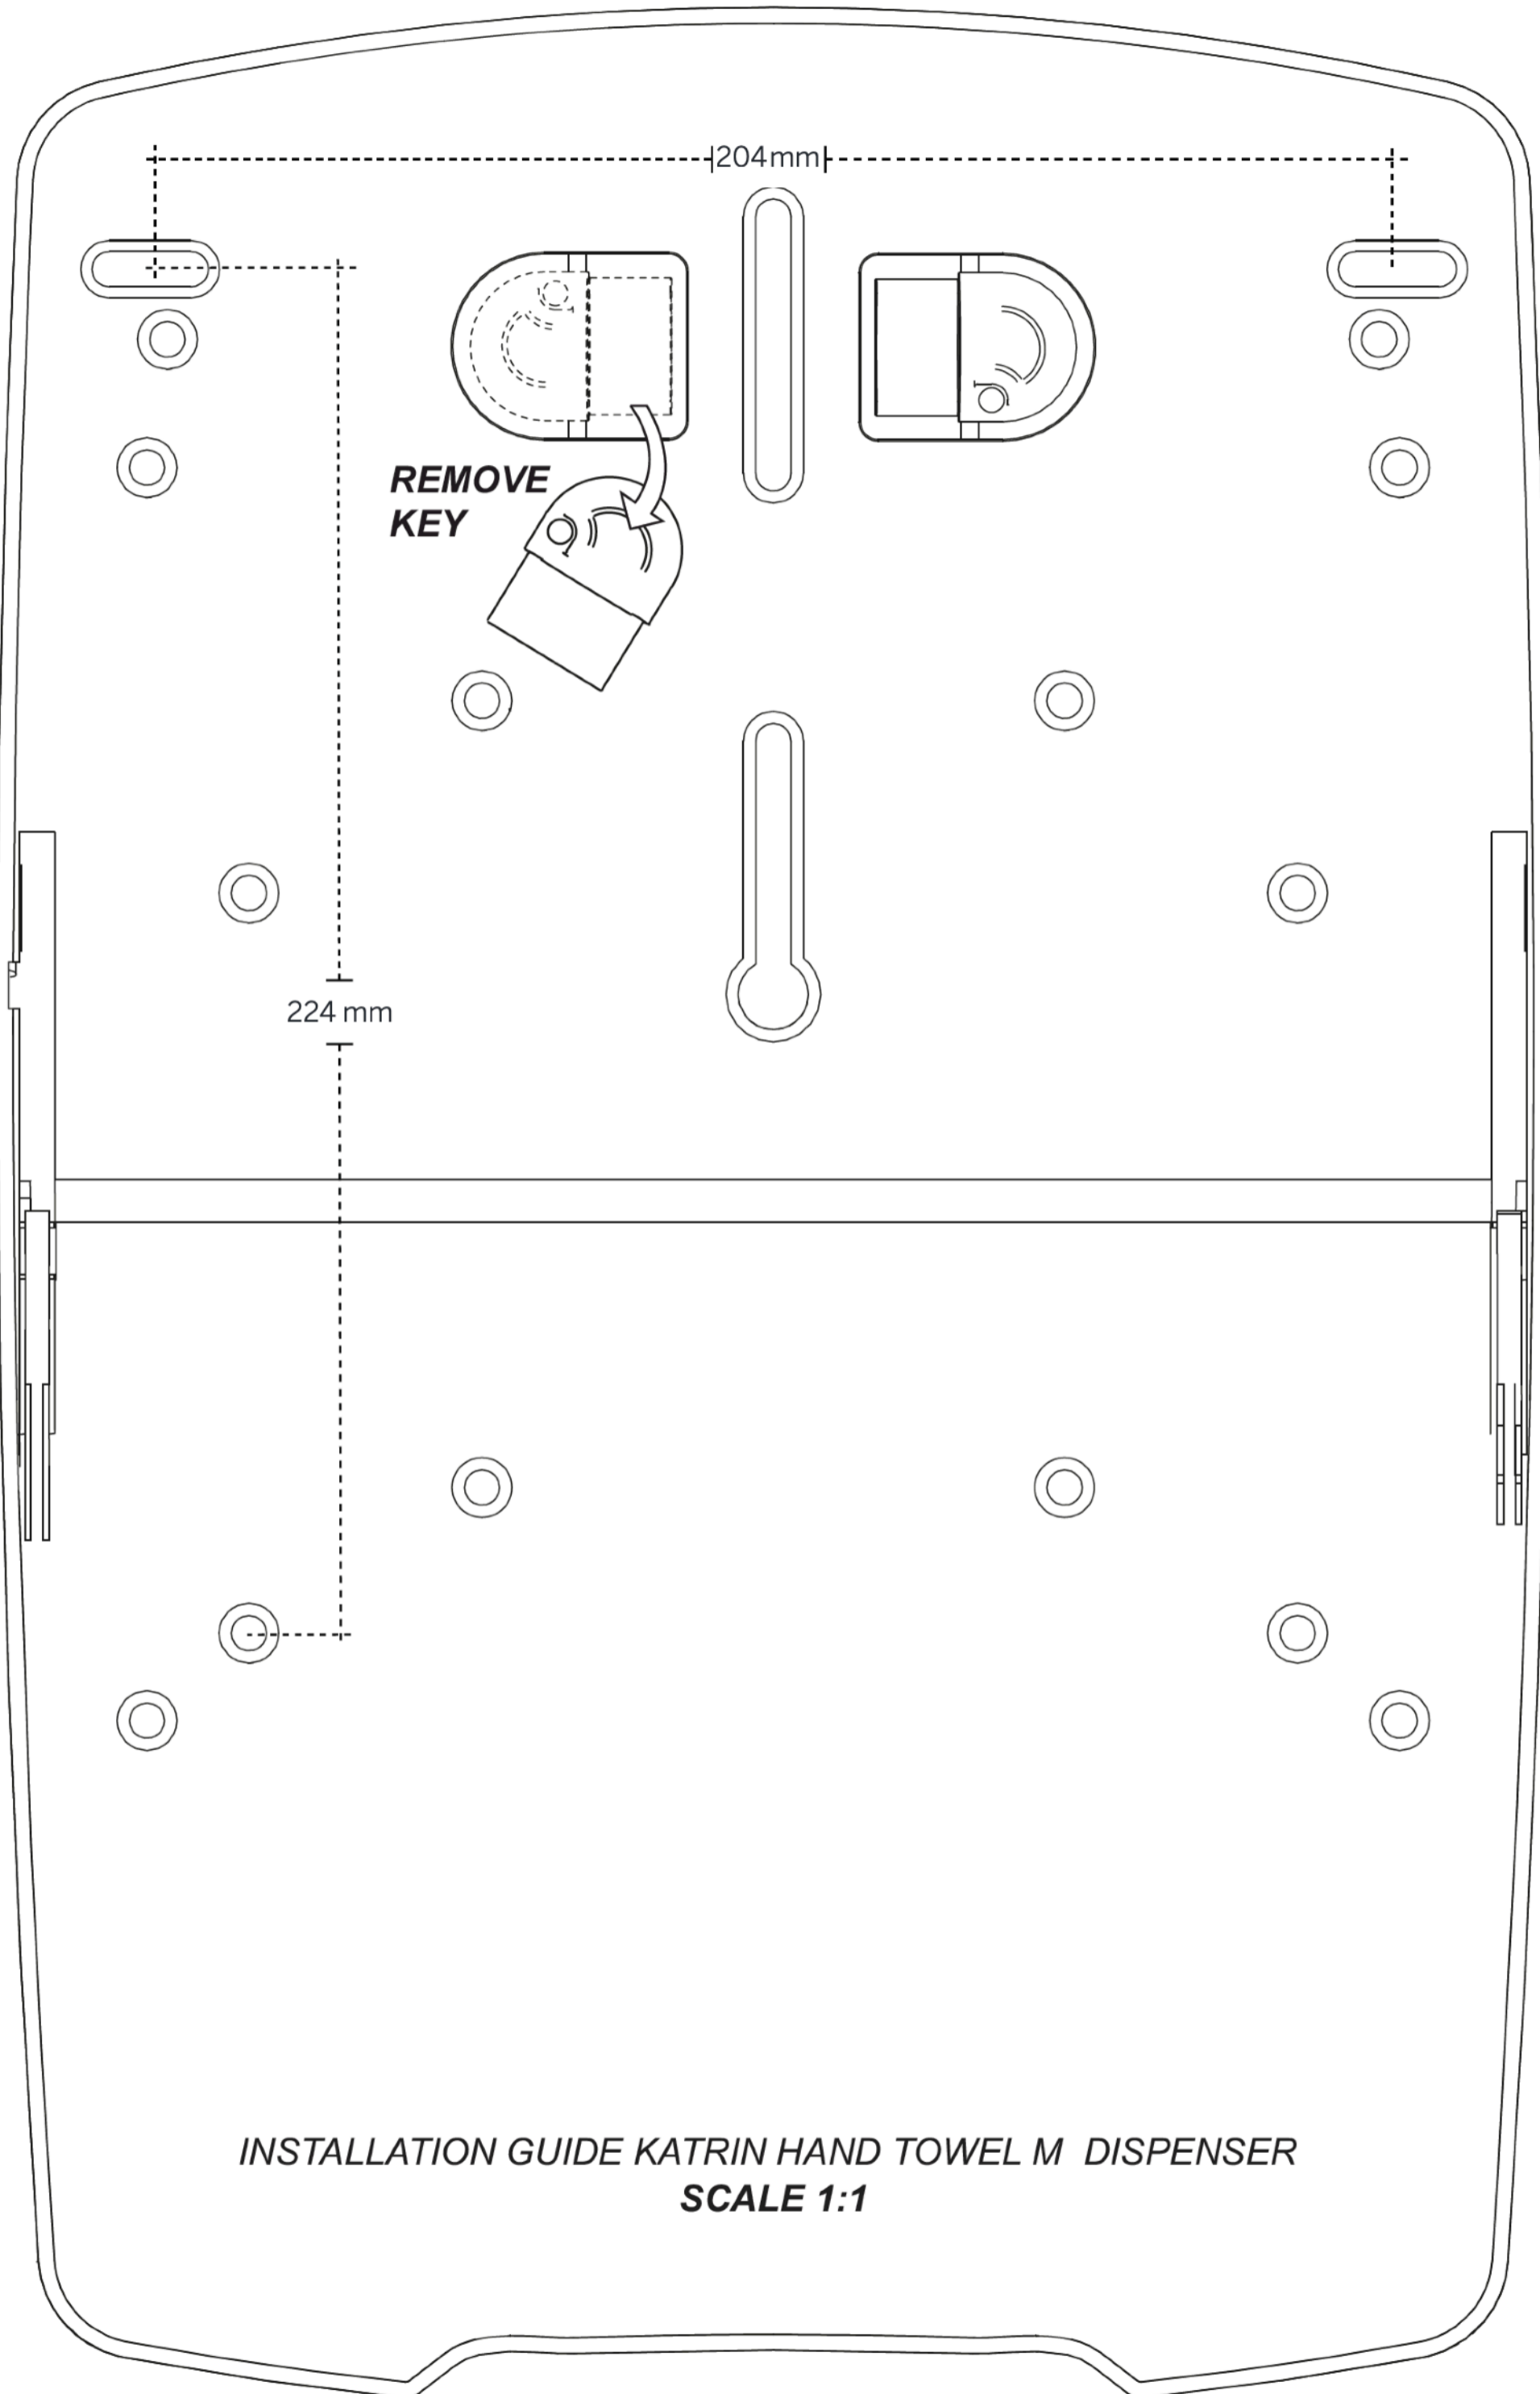 204mm
REMOVE
KEY
224 mm
INSTALLATION GUIDE KATRIN HAND TOWEL M DISPENSER
SCALE 1:1